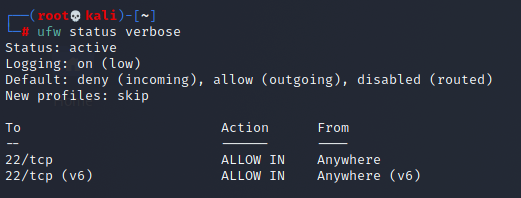 ┌──(root💀kali)-[~]
└─# ufw status verbose
Status: active
Logging: on (low)
Default: deny (incoming), allow (outgoing), disabled (routed)
New profiles: skip

To                         Action      From
--                         ------      ----
22/tcp                     ALLOW IN    Anywhere
22/tcp (v6)                ALLOW IN    Anywhere (v6)